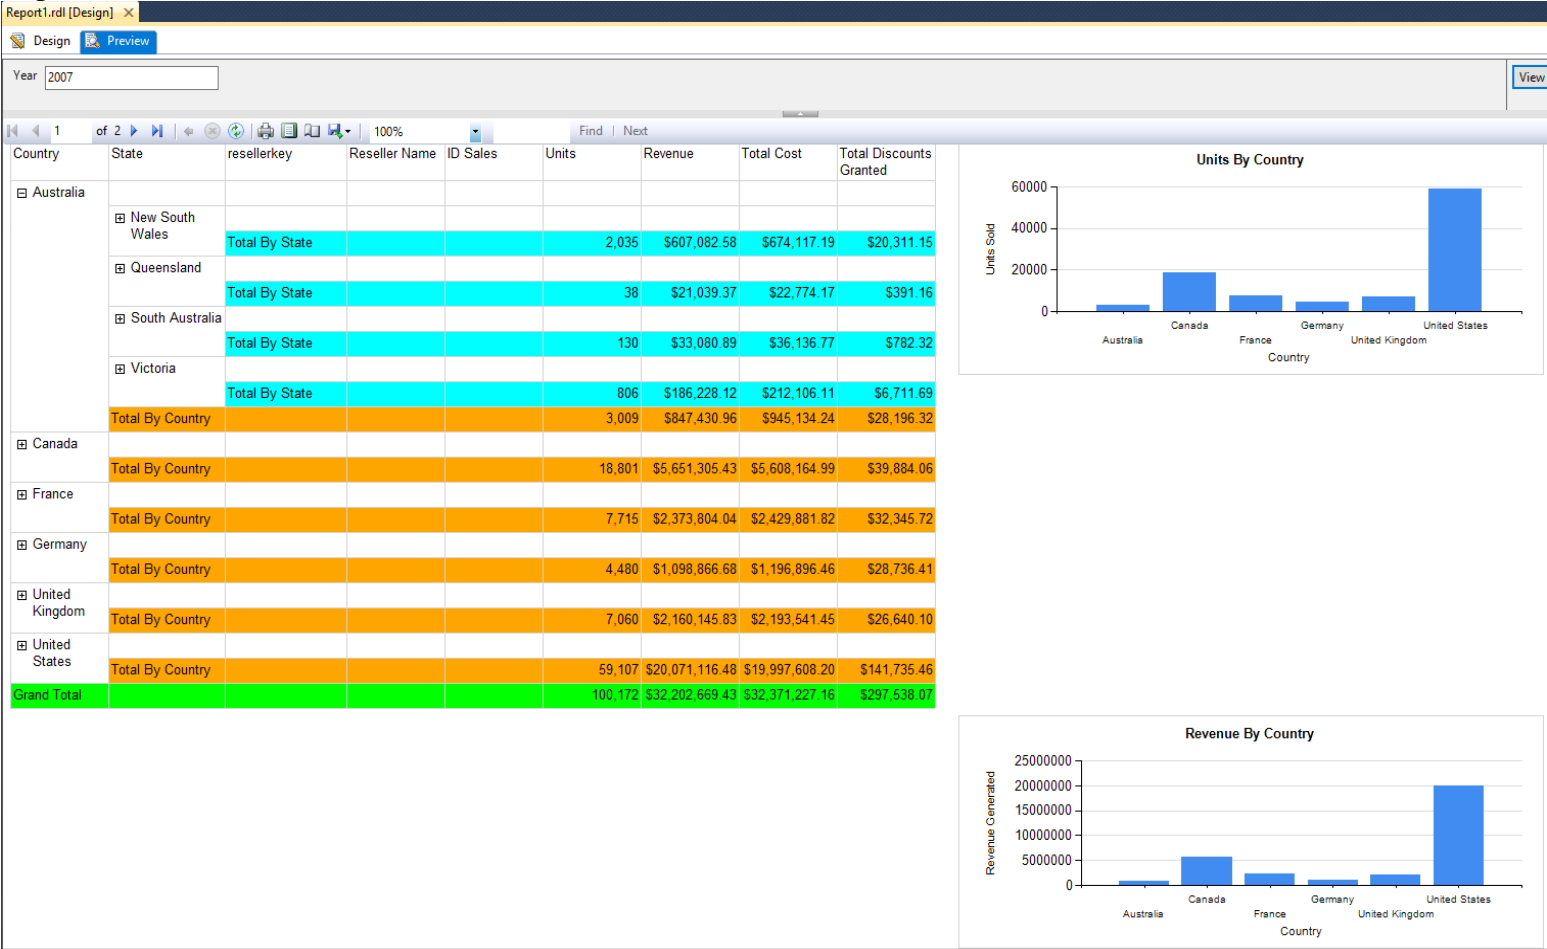 Report1.rdl [Design]
Design Preview
Year 2007
View
1 of 2 100% Find | Next
Country State resellerkey Reseller Name ID Sales Units Revenue Total Cost Total Discounts
Granted
Australia
New South
Wales
Total By State 2,035 $607,082.58 $674,117.19 $20,311.15
Queensland
Total By State 38 $21,039.37 $22,774.17 $391.16
South Australia
Total By State 130 $33,080.89 $36,136.77 $782.32
Victoria
Total By State 806 $186,228.12 $212,106.11 $6,711.69
Total By Country 3,009 $847,430.96 $945,134.24 $28,196.32
Canada
Total By Country 18,801 $5,651,305.43 $5,608,164.99 $39,884.06
France
Total By Country 7,715 $2,373,804.04 $2,429,881.82 $32,345.72
Germany
Total By Country 4,480 $1,098,866.68 $1,196,896.46 $28,736.41
United
Kingdom
Total By Country 7,060 $2,160,145.83 $2,193,541.45 $26,640.10
United
States
Total By Country 59,107 $20,071,116.48 $19,997,608.20 $141,735.46
Grand Total 100,172 $32,202,669.43 $32,371,227.16 $297,538.07
Units By Country
Units Sold
60000
40000
20000
0
Canada Germany United States
Australia France United Kingdom
Country
Revenue By Country
Revenue Generated
25000000
20000000
15000000
10000000
5000000
0
Canada Germany United States
Australia France United Kingdom
Country